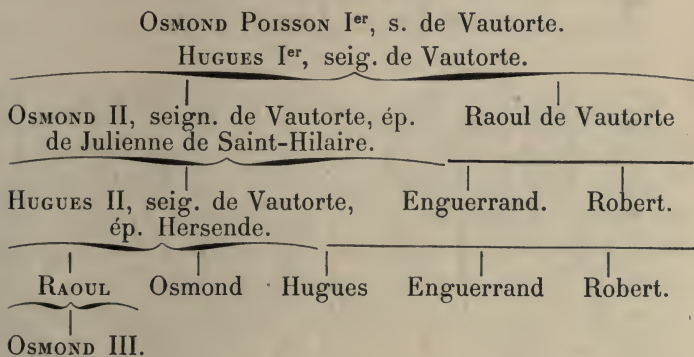 Osmond Poisson Iᵉʳ, s. de Vautorte.
Hugues Iᵉʳ, seig. de Vautorte.
Osmond II, seign. de Vautorte, ép. Raoul de Vautorte
de Julienne de Saint-Hilaire.
Hugues II, seig. de Vautorte, Enguerrand. Robert.
ép. Hersende.
Raoul Osmond Hugues Enguerrand Robert.
Osmond III.